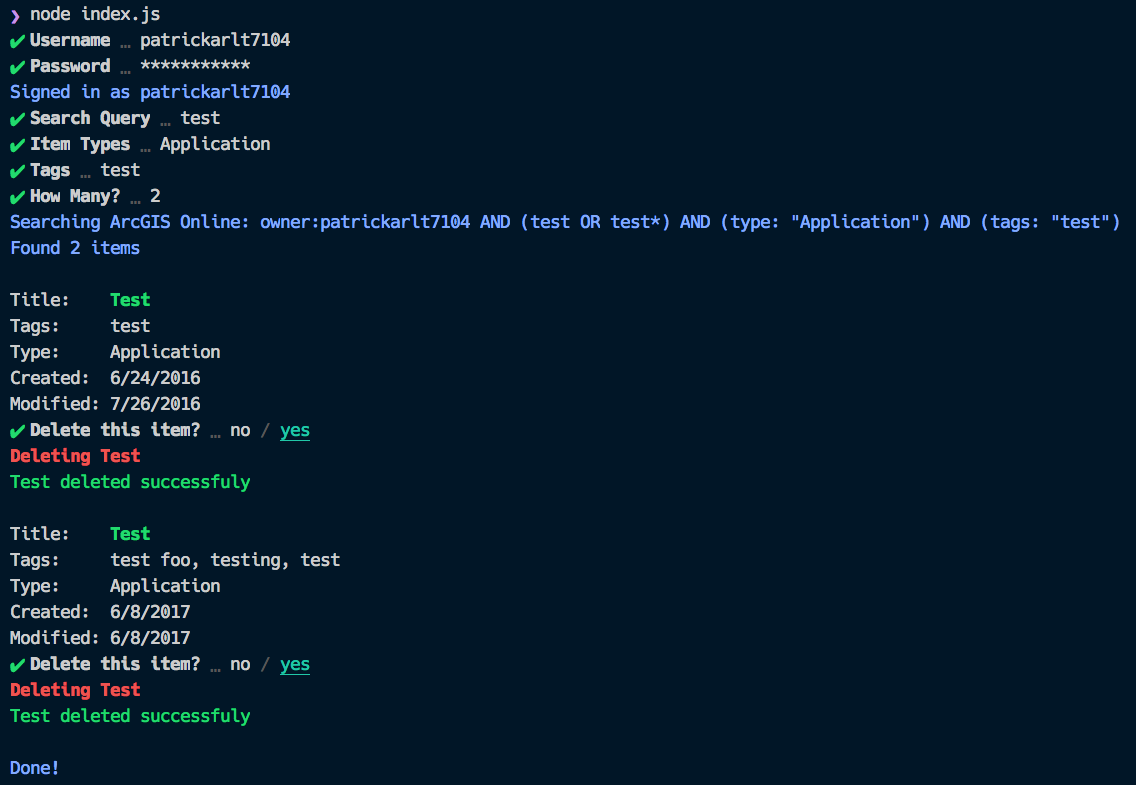 ❯ node index.js
✔ Username … patrickarlt7104
✔ Password … ***********
Signed in as patrickarlt7104
✔ Search Query … test
✔ Item Types … Application
✔ Tags … test
✔ How Many? … 2
Searching ArcGIS Online: owner:patrickarlt7104 AND (test OR test*) AND (type: "Application") AND (tags: "test")
Found 2 items
Title: Test
Tags: test
Type: Application
Created: 6/24/2016
Modified: 7/26/2016
✔ Delete this item? … no / yes
Deleting Test
Test deleted successfuly
Title: Test
Tags: test foo, testing, test
Type: Application
Created: 6/8/2017
Modified: 6/8/2017
✔ Delete this item? … no / yes
Deleting Test
Test deleted successfuly
Done!